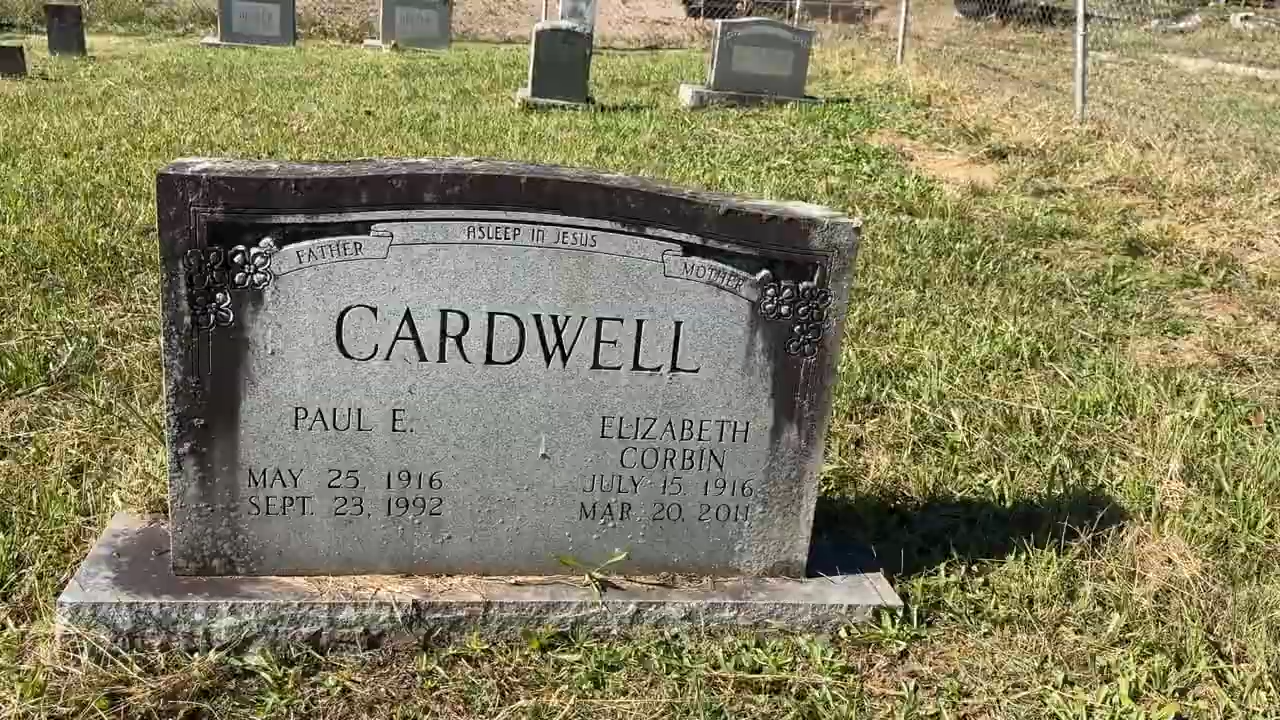 FATHER
ASLEEP IN JESUS
MOTHER
CARDWELL
PAUL E.
MAY 25, 1916
SEPT. 23, 1992
ELIZABETH
CORBIN
JULY 15, 1916
MAR. 20, 2011